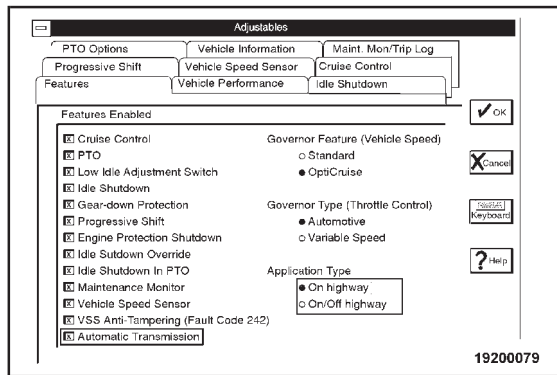 Adjustables
PTO Options
Vehicle Information
Maint. Mon/Trip Log
Progressive Shift
Vehicle Speed Sensor
Cruise Control
Features
Vehicle Performance
Idle Shutdown
Features Enabled
Cruise Control
PTO
Low Idle Adjustment Switch
Idle Shutdown
Gear-down Protection
Progressive Shift
Engine Protection Shutdown
Idle Sutdown Override
Idle Shutdown In PTO
Maintenance Monitor
Vehicle Speed Sensor
VSS Anti-Tampering (Fault Code 242)
Automatic Transmission
Governor Feature (Vehicle Speed)
Standard
OptiCruise
Governor Type (Throttle Control)
Automotive
Variable Speed
Application Type
On highway
On/Off highway
OK
Cancel
Keyboard
? Help
19200079